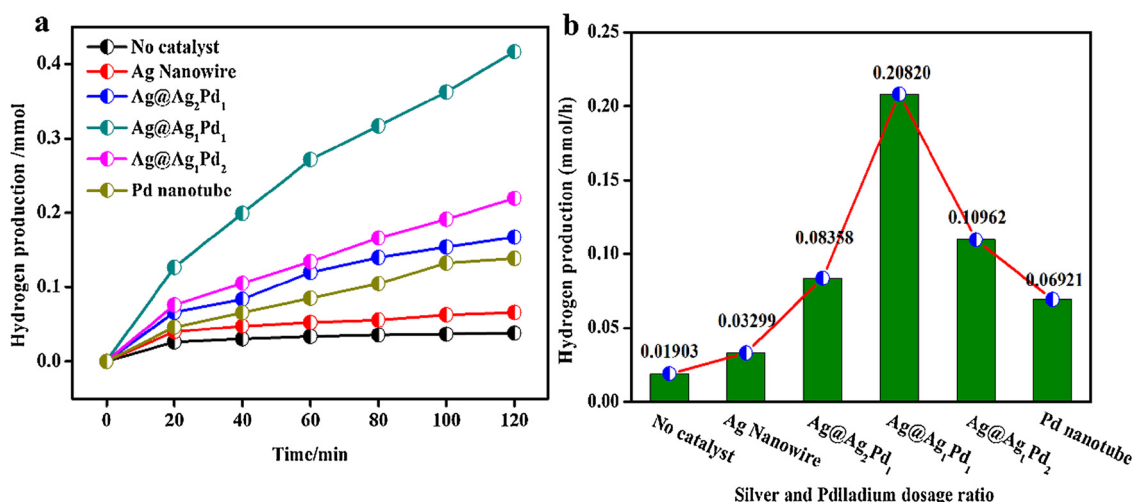 a
Hydrogen production /mmol
0.4
0.3
0.2
0.1
0.0
No catalyst
Ag Nanowire
Ag@Ag₂Pd₁
Ag@Ag₁Pd₁
Ag@Ag₁Pd₂
Pd nanotube
0 20 40 60 80 100 120
Time/min
b
Hydrogen production (mmol/h)
0.25
0.20
0.15
0.10
0.05
0.00
0.01903
0.03299
0.08358
0.20820
0.10962
0.06921
No catalyst
Ag Nanowire
Ag@Ag₂Pd₁
Ag@Ag₁Pd₁
Ag@Ag₁Pd₂
Pd nanotube
Silver and Pdlladium dosage ratio